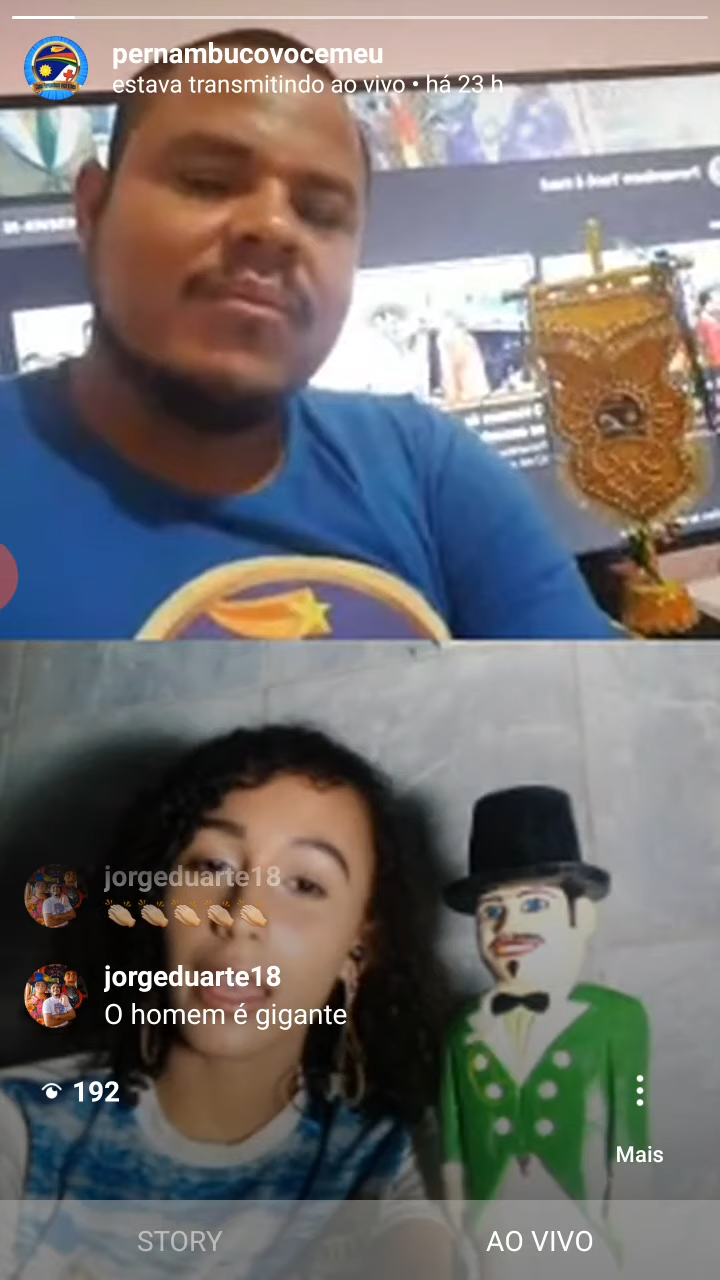 pernambucovocemeu
estava transmitindo ao vivo • há 23 h
jorgeduarte18
👏🏻👏🏻👏🏻👏🏻👏🏻
jorgeduarte18
O homem é gigante
192
Mais
STORY
AO VIVO